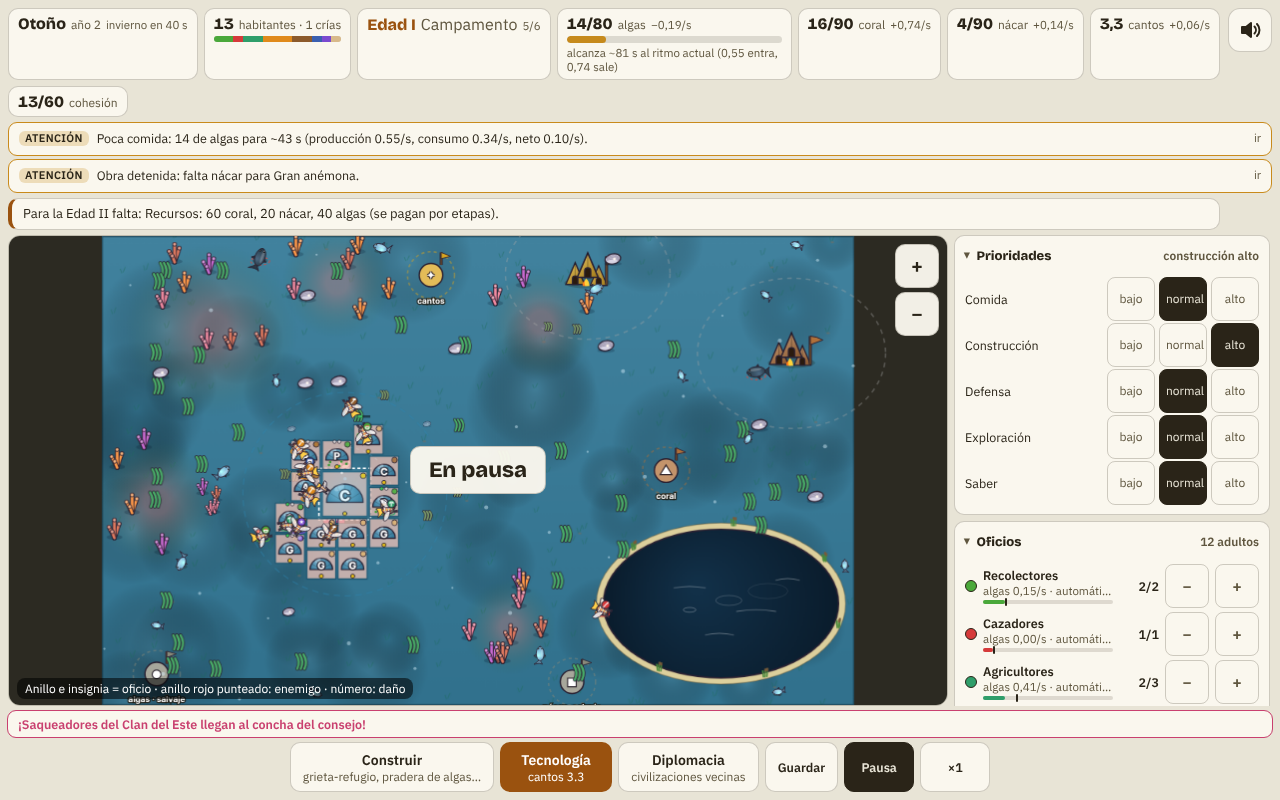 Otoño año 2 invierno en 40 s
13 habitantes · 1 crías
Edad I Campamento 5/6
14/80 algas −0,19/s
alcanza ~81 s al ritmo actual (0,55 entra,
0,74 sale)
16/90 coral +0,74/s
4/90 nácar +0,14/s
3,3 cantos +0,06/s
13/60 cohesión
ATENCIÓN Poca comida: 14 de algas para ~43 s (producción 0.55/s, consumo 0.34/s, neto 0.10/s). ir
ATENCIÓN Obra detenida: falta nácar para Gran anémona. ir
Para la Edad II falta: Recursos: 60 coral, 20 nácar, 40 algas (se pagan por etapas).
cantos
+
−
En pausa
coral
P
C
C
G
G
G
G
G
G
Anillo e insignia = oficio · anillo rojo punteado: enemigo · número: daño
algas · salvaje
▼ Prioridades construcción alto
Comida bajo normal alto
Construcción bajo normal alto
Defensa bajo normal alto
Exploración bajo normal alto
Saber bajo normal alto
▼ Oficios 12 adultos
Recolectores
algas 0,15/s · automáti... 2/2 − +
Cazadores
algas 0,00/s · automáti... 1/1 − +
Agricultores
algas 0,41/s · automáti... 2/3 − +
¡Saqueadores del Clan del Este llegan al concha del consejo!
Construir
grieta-refugio, pradera de algas...
Tecnología
cantos 3.3
Diplomacia
civilizaciones vecinas
Guardar
Pausa
×1